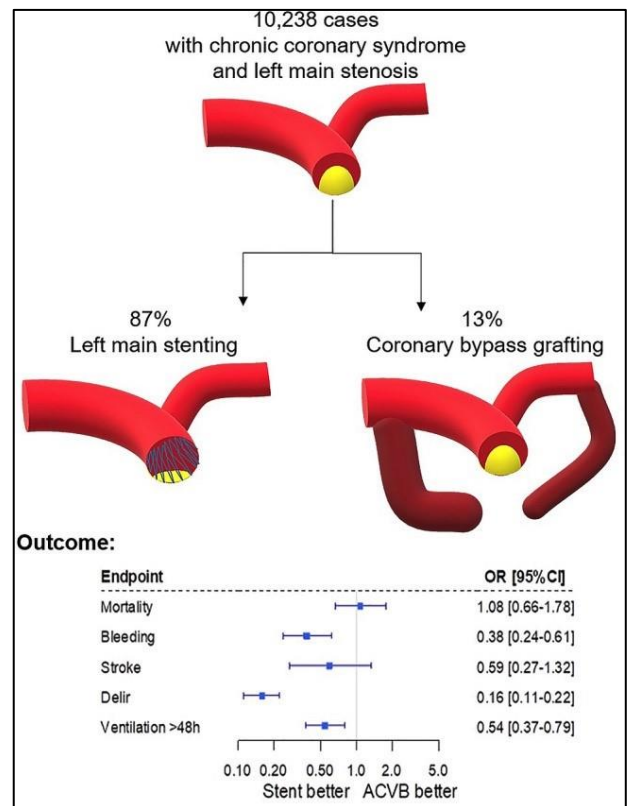 10,238 cases
with chronic coronary syndrome
and left main stenosis
87%
Left main stenting
13%
Coronary bypass grafting
Outcome:
Endpoint OR [95%CI]
Mortality 1.08 [0.66-1.78]
Bleeding 0.38 [0.24-0.61]
Stroke 0.59 [0.27-1.32]
Delir 0.16 [0.11-0.22]
Ventilation >48h 0.54 [0.37-0.79]
0.10 0.20 0.50 1.0 2.0 5.0
Stent better ACVB better